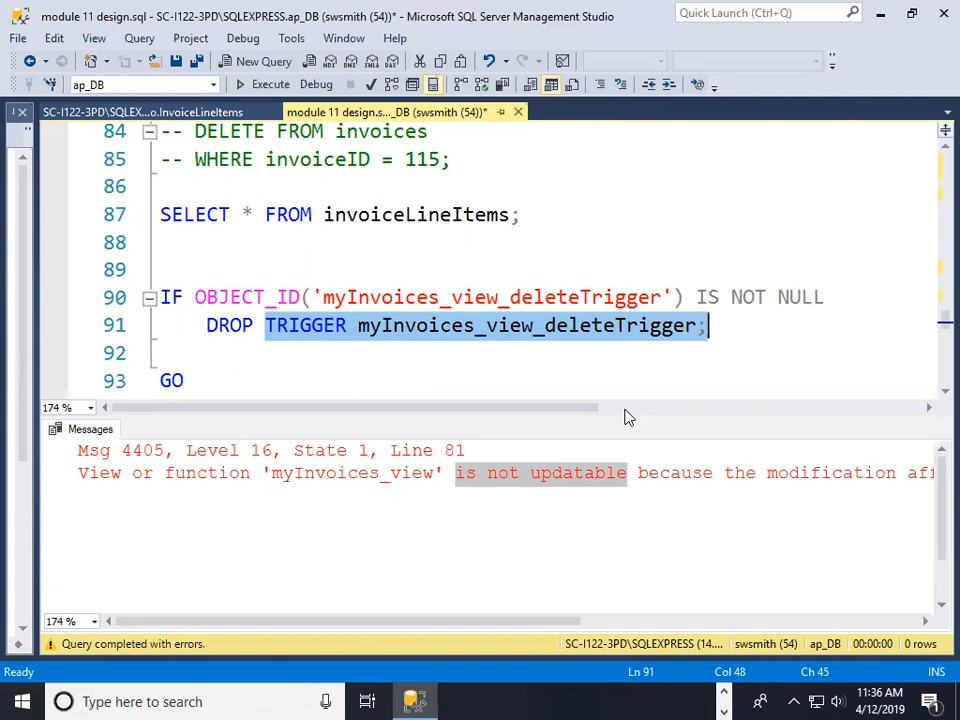 module 11 design.sql - SC-I122-3PD\SQLEXPRESS.ap_DB (swsmith (54))* - Microsoft SQL Server Management Studio
Quick Launch (Ctrl+Q)
File Edit View Query Project Debug Tools Window Help
New Query
ap_DB
Execute Debug
SC-I122-3PD\SQLEX...o.InvoiceLineItems
module 11 design.s..._DB (swsmith (54))*
84 -- DELETE FROM invoices
85 -- WHERE invoiceID = 115;
86
87 SELECT * FROM invoiceLineItems;
88
89
90 IF OBJECT_ID('myInvoices_view_deleteTrigger') IS NOT NULL
91 DROP TRIGGER myInvoices_view_deleteTrigger;
92
93 GO
174 %
Messages
Msg 4405, Level 16, State 1, Line 81
View or function 'myInvoices_view' is not updatable because the modification aff
174 %
Query completed with errors.
SC-I122-3PD\SQLEXPRESS (14.... swsmith (54) ap_DB 00:00:00 0 rows
Ready
Ln 91 Col 48 Ch 45 INS
Type here to search
11:36 AM
4/12/2019
1